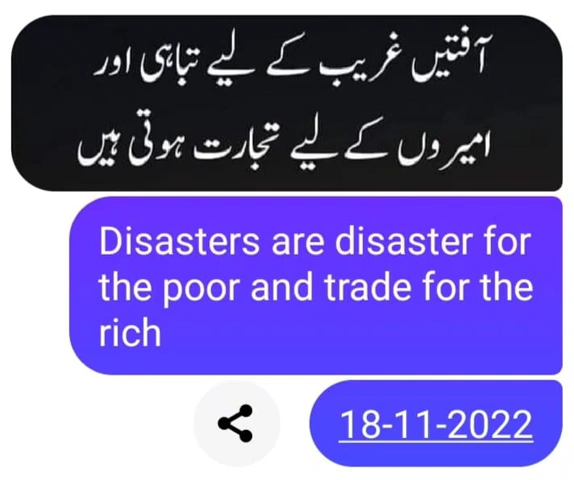 آفتیں غریب کے لیے تباہی اور
امیروں کے لیے تجارت ہوتی ہیں
Disasters are disaster for
the poor and trade for the
rich
18-11-2022